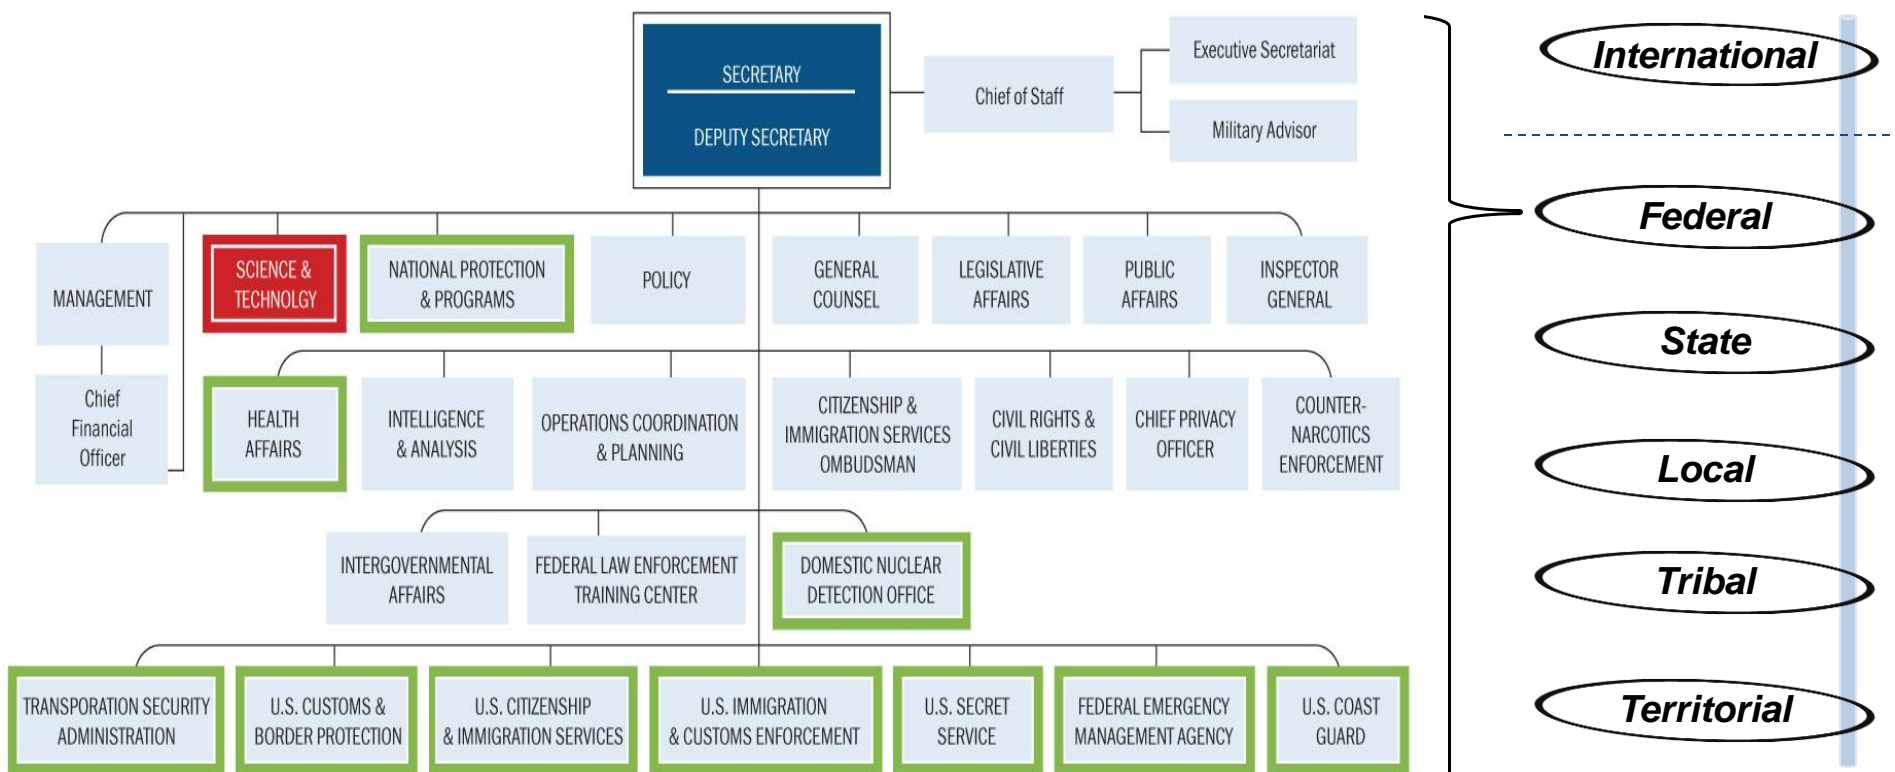 SECRETARY
DEPUTY SECRETARY
Chief of Staff
Executive Secretariat
Military Advisor
MANAGEMENT
SCIENCE &
TECHNOLGY
NATIONAL PROTECTION
& PROGRAMS
POLICY
GENERAL
COUNSEL
LEGISLATIVE
AFFAIRS
PUBLIC
AFFAIRS
INSPECTOR
GENERAL
Chief
Financial
Officer
HEALTH
AFFAIRS
INTELLIGENCE
& ANALYSIS
OPERATIONS COORDINATION
& PLANNING
CITIZENSHIP &
IMMIGRATION SERVICES
OMBUDSMAN
CIVIL RIGHTS &
CIVIL LIBERTIES
CHIEF PRIVACY
OFFICER
COUNTER-
NARCOTICS
ENFORCEMENT
INTERGOVERNMENTAL
AFFAIRS
FEDERAL LAW ENFORCEMENT
TRAINING CENTER
DOMESTIC NUCLEAR
DETECTION OFFICE
TRANSPORATION SECURITY
ADMINISTRATION
U.S. CUSTOMS &
BORDER PROTECTION
U.S. CITIZENSHIP
& IMMIGRATION SERVICES
U.S. IMMIGRATION
& CUSTOMS ENFORCEMENT
U.S. SECRET
SERVICE
FEDERAL EMERGENCY
MANAGEMENT AGENCY
U.S. COAST
GUARD
International
Federal
State
Local
Tribal
Territorial